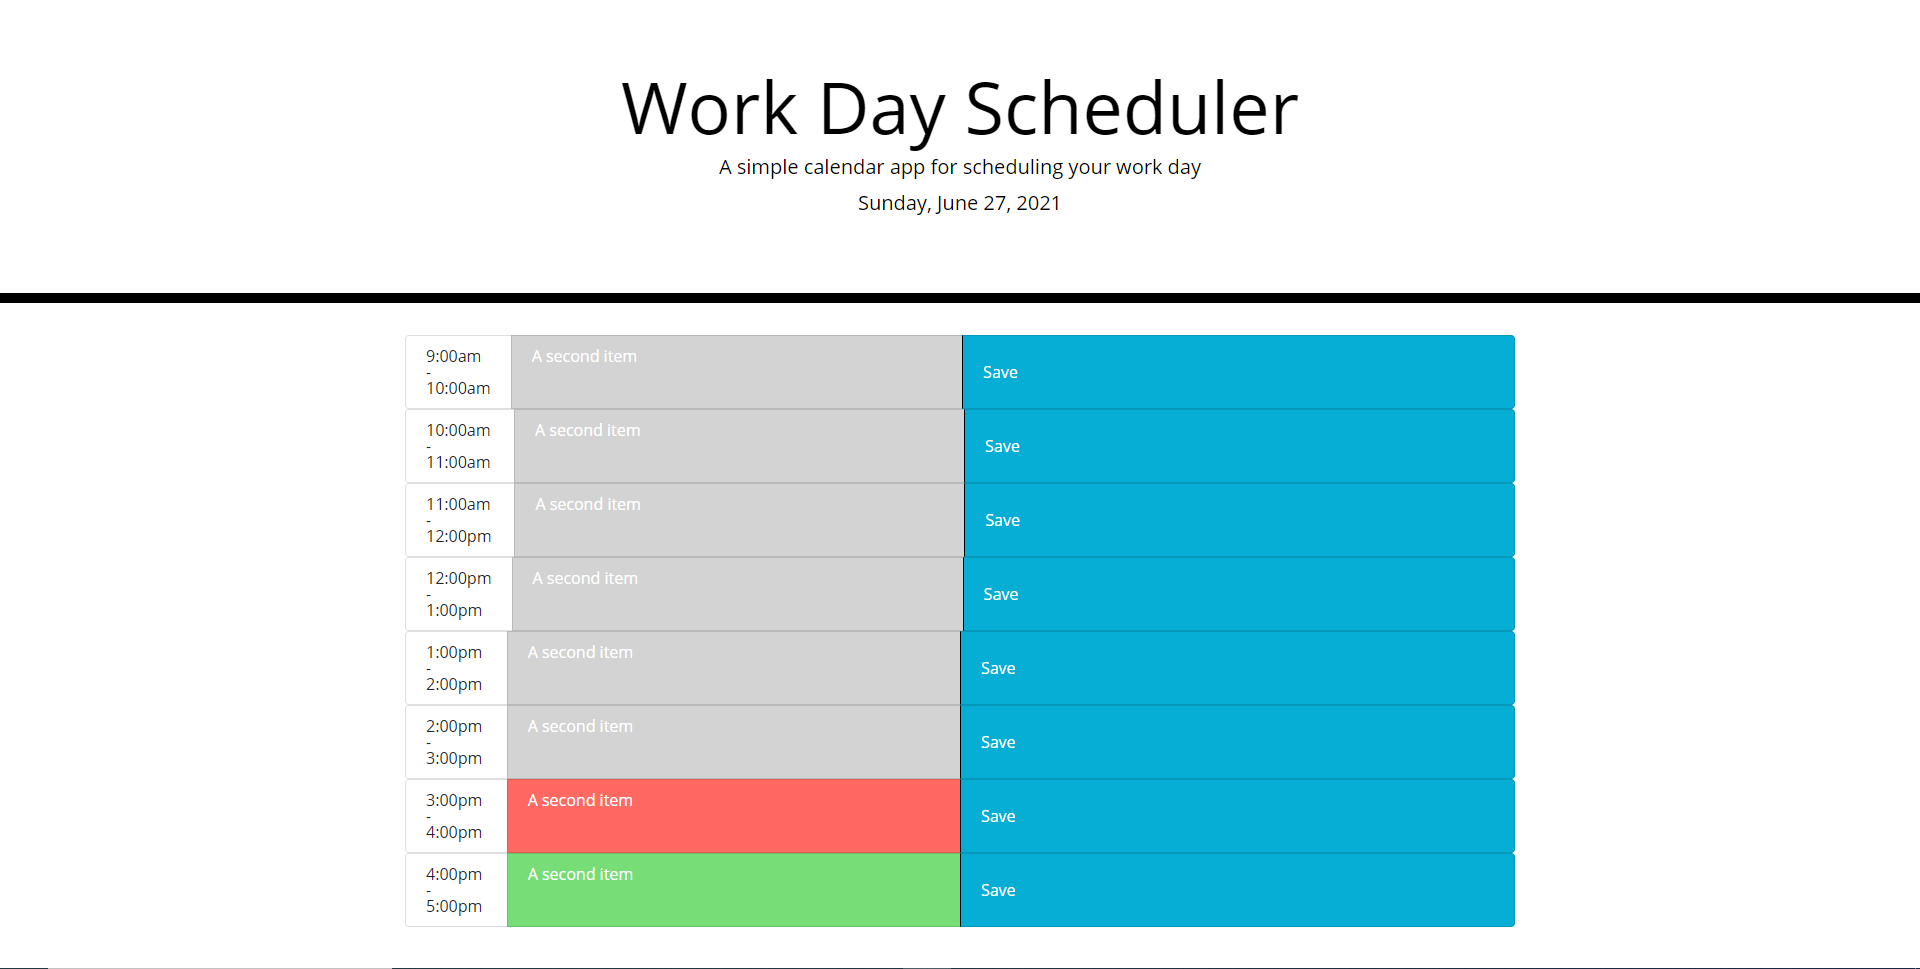 Work Day Scheduler
A simple calendar app for scheduling your work day
Sunday, June 27, 2021
9:00am
-
10:00am
A second item
Save
10:00am
-
11:00am
A second item
Save
11:00am
-
12:00pm
A second item
Save
12:00pm
-
1:00pm
A second item
Save
1:00pm
-
2:00pm
A second item
Save
2:00pm
-
3:00pm
A second item
Save
3:00pm
-
4:00pm
A second item
Save
4:00pm
-
5:00pm
A second item
Save